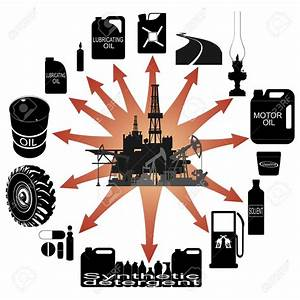 LUBRICATING
OIL
LUBRICATING
OIL
MOTOR
OIL
OIL
SOLVENT
Synthetic
detergent